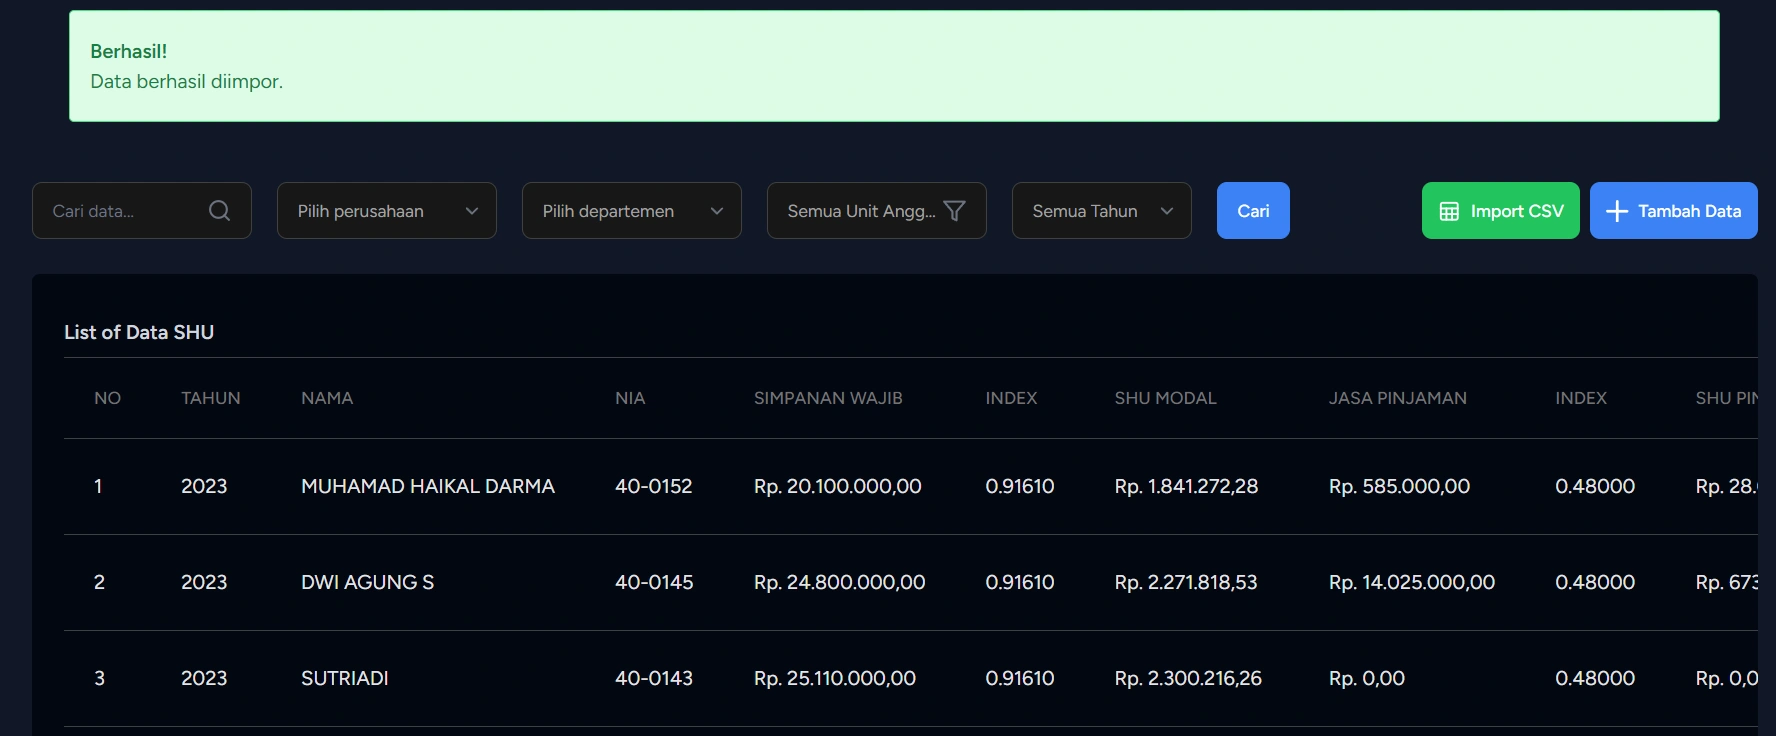 Berhasil!
Data berhasil diimpor.
Cari data... Pilih perusahaan Pilih departemen Semua Unit Angg... Semua Tahun Cari Import CSV Tambah Data
List of Data SHU
NO TAHUN NAMA NIA SIMPANAN WAJIB INDEX SHU MODAL JASA PINJAMAN INDEX SHU PIN
1 2023 MUHAMAD HAIKAL DARMA 40-0152 Rp. 20.100.000,00 0.91610 Rp. 1.841.272,28 Rp. 585.000,00 0.48000 Rp. 28.
2 2023 DWI AGUNG S 40-0145 Rp. 24.800.000,00 0.91610 Rp. 2.271.818,53 Rp. 14.025.000,00 0.48000 Rp. 673
3 2023 SUTRIADI 40-0143 Rp. 25.110.000,00 0.91610 Rp. 2.300.216,26 Rp. 0,00 0.48000 Rp. 0,0